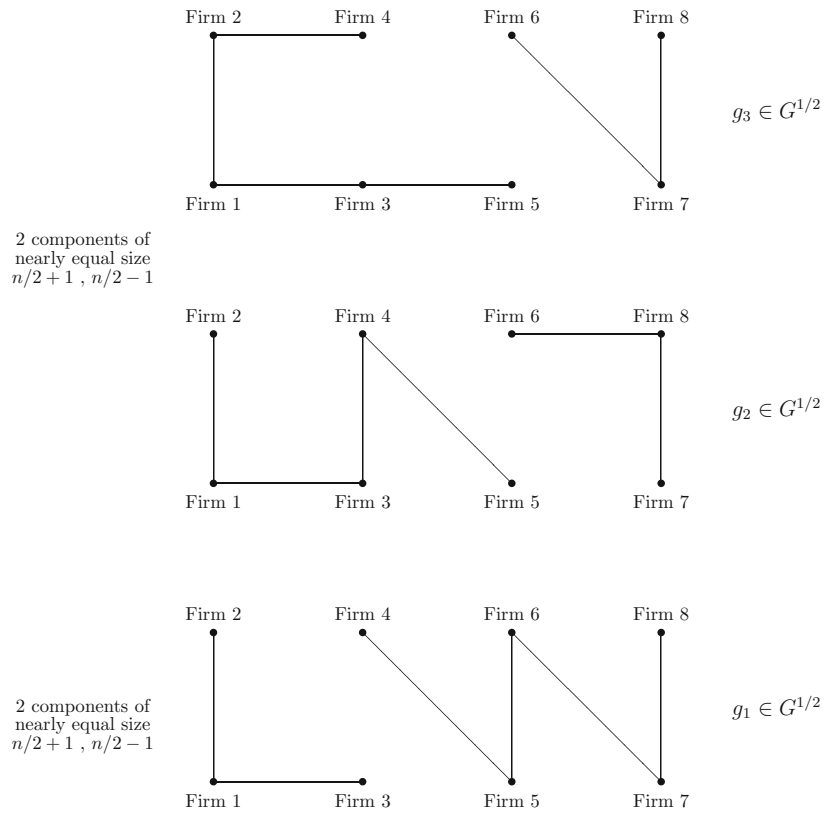 Firm 2 Firm 4 Firm 6 Firm 8
g₃ ∈ G^{1/2}
Firm 1 Firm 3 Firm 5 Firm 7
2 components of
nearly equal size
n/2 + 1 , n/2 − 1
Firm 2 Firm 4 Firm 6 Firm 8
g₂ ∈ G^{1/2}
Firm 1 Firm 3 Firm 5 Firm 7
Firm 2 Firm 4 Firm 6 Firm 8
2 components of
nearly equal size
n/2 + 1 , n/2 − 1
g₁ ∈ G^{1/2}
Firm 1 Firm 3 Firm 5 Firm 7